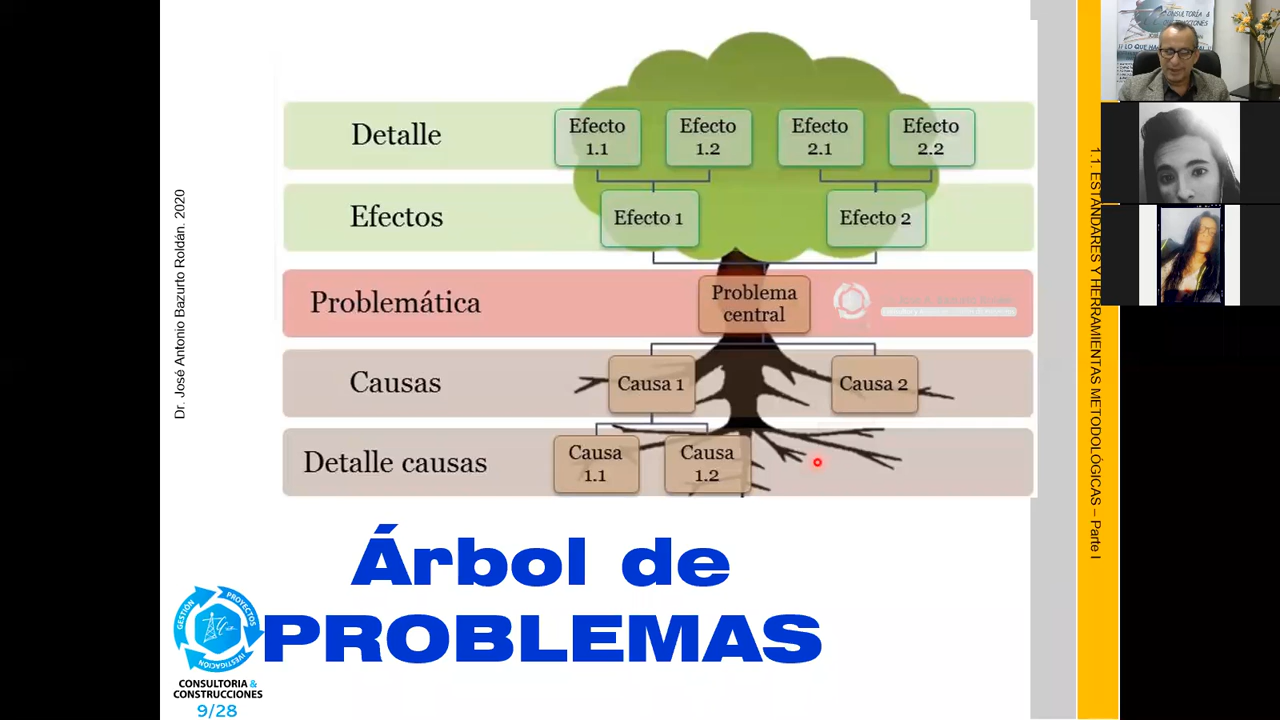 Dr. José Antonio Bazurto Roldán. 2020
Detalle
Efecto
1.1
Efecto
1.2
Efecto
2.1
Efecto
2.2
Efectos
Efecto 1
Efecto 2
Problemática
Problema
central
Causas
Causa 1
Causa 2
Detalle causas
Causa
1.1
Causa
1.2
Árbol de
PROBLEMAS
GESTIÓN
PROYECTOS
CONSULTORIA &
CONSTRUCCIONES
9/28
1.1. ESTÁNDARES Y HERRAMIENTAS METODOLÓGICAS – Parte I
CONSULTORÍA &